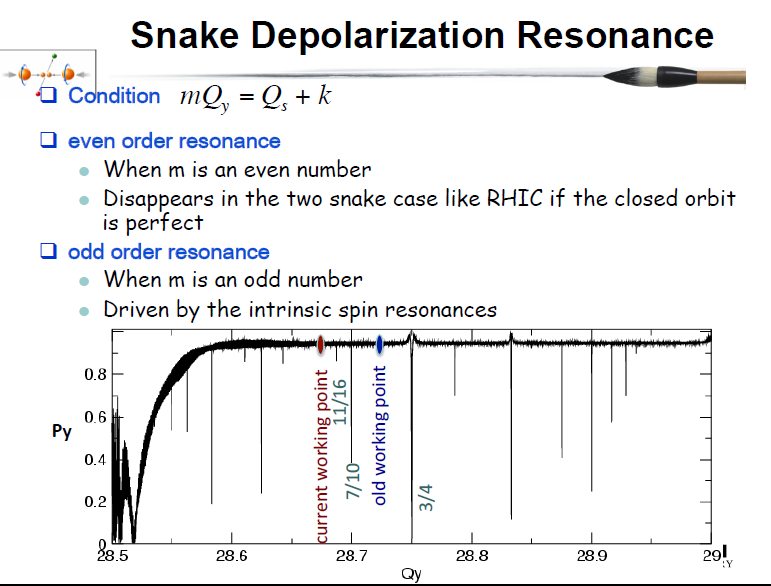 Snake Depolarization Resonance
Condition mQy = Qs + k
even order resonance
When m is an even number
Disappears in the two snake case like RHIC if the closed orbit
is perfect
odd order resonance
When m is an odd number
Driven by the intrinsic spin resonances
0.8
0.6
Py
0.4
0.2
0
current working point
11/16
7/10
old working point
3/4
28.5 28.6 28.7 28.8 28.9 29
Qy